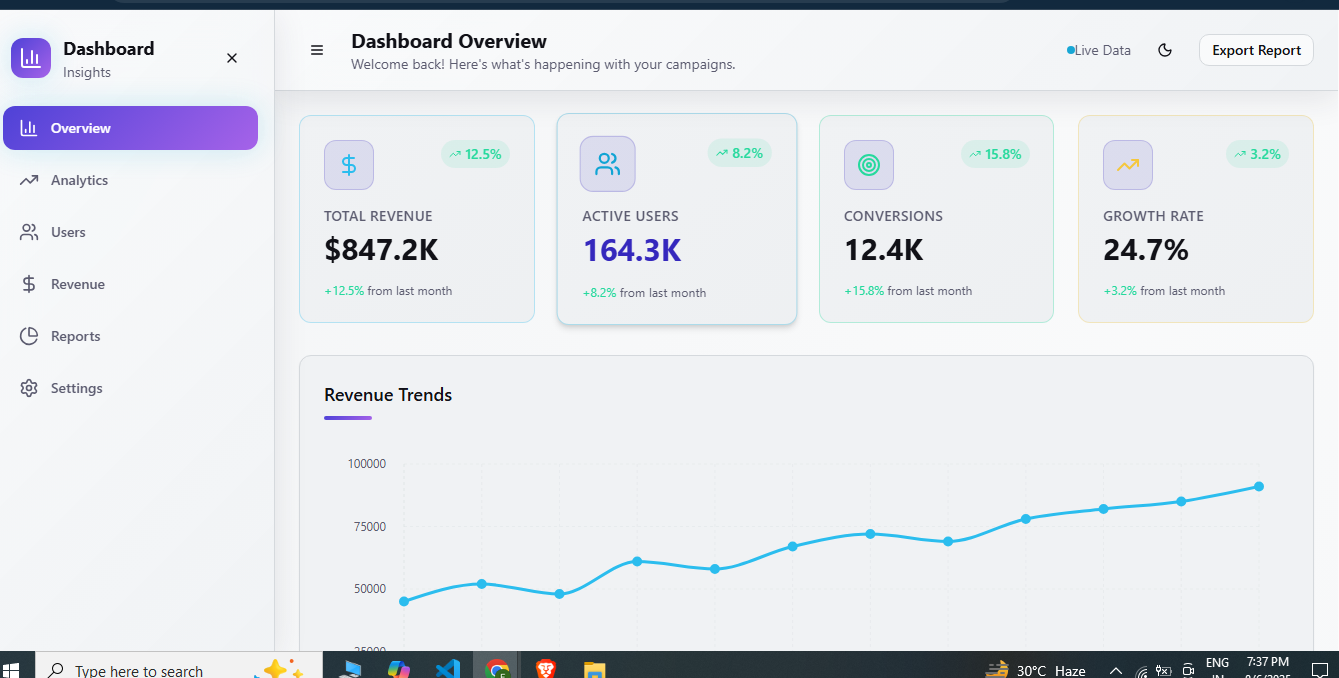 Dashboard
Insights
Overview
Analytics
Users
Revenue
Reports
Settings
Dashboard Overview
Welcome back! Here's what's happening with your campaigns.
Live Data
Export Report
12.5%
TOTAL REVENUE
$847.2K
+12.5% from last month
8.2%
ACTIVE USERS
164.3K
+8.2% from last month
15.8%
CONVERSIONS
12.4K
+15.8% from last month
3.2%
GROWTH RATE
24.7%
+3.2% from last month
Revenue Trends
100000
75000
50000
25000
Type here to search
30°C Haze
ENG
IN
7:37 PM